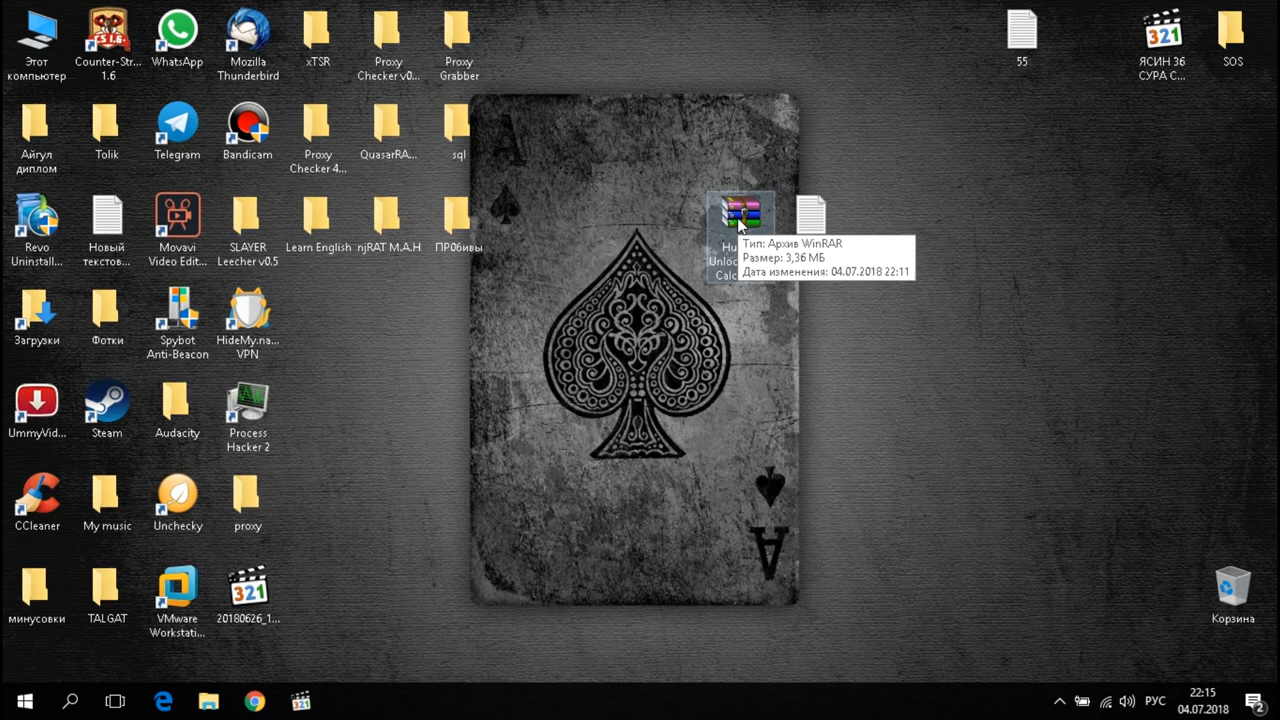 Этот
компьютер
Counter-Str...
1.6
WhatsApp
Mozilla
Thunderbird
xTSR
Proxy
Checker v0...
Proxy
Grabber
55
ЯСИН 36
СУРА С...
SOS
Айгул
диплом
Tolik
Telegram
Bandicam
Proxy
Checker 4...
QuasarRA...
sql
Revo
Uninstall...
Новый
текстов...
Movavi
Video Edit...
SLAYER
Leecher v0.5
Learn English
njRAT M.A.H
ПР0бивы
Тип: Архив WinRAR
Размер: 3,36 МБ
Дата изменения: 04.07.2018 22:11
Загрузки
Фотки
Spybot
Anti-Beacon
HideMy.na...
VPN
UmmyVid...
Steam
Audacity
Process
Hacker 2
CCleaner
My music
Unchecky
proxy
минусовки
TALGAT
VMware
Workstati...
321
20180626_1...
Корзина
A
A
РУС
22:15
04.07.2018
2